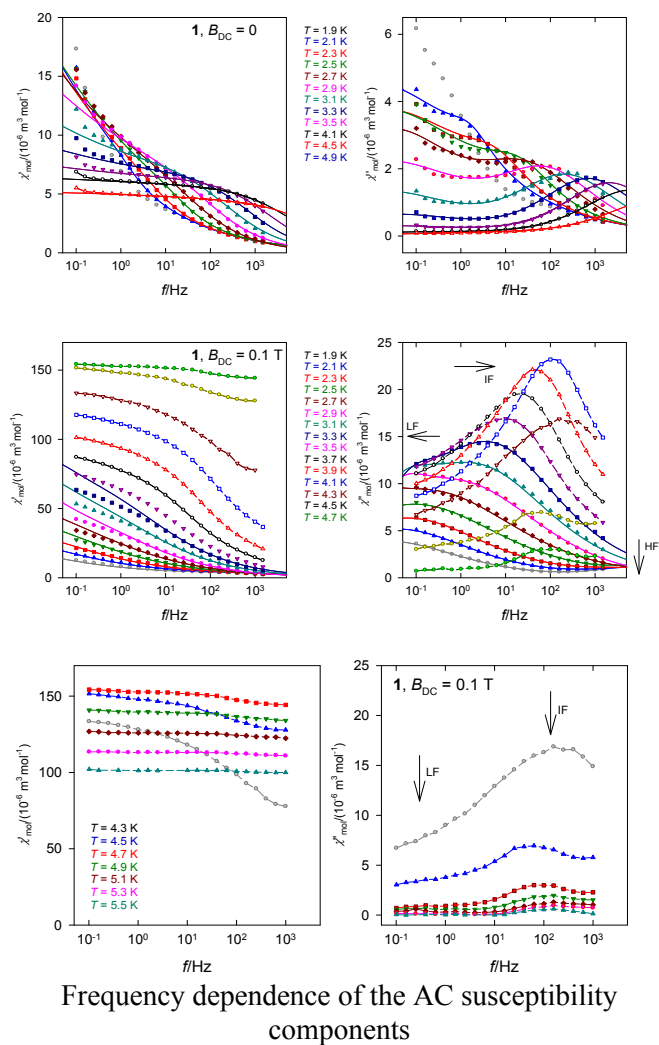 1, B_DC = 0
T = 1.9 K
T = 2.1 K
T = 2.3 K
T = 2.5 K
T = 2.7 K
T = 2.9 K
T = 3.1 K
T = 3.3 K
T = 3.5 K
T = 4.1 K
T = 4.5 K
T = 4.9 K
20
15
10
5
0
χ'mol/(10⁻⁶ m³ mol⁻¹)
10⁻¹ 10⁰ 10¹ 10² 10³
f/Hz
6
4
2
0
χ"mol/(10⁻⁶ m³ mol⁻¹)
10⁻¹ 10⁰ 10¹ 10² 10³
f/Hz
1, B_DC = 0.1 T
T = 1.9 K
T = 2.1 K
T = 2.3 K
T = 2.5 K
T = 2.7 K
T = 2.9 K
T = 3.1 K
T = 3.3 K
T = 3.5 K
T = 3.7 K
T = 3.9 K
T = 4.1 K
T = 4.3 K
T = 4.5 K
T = 4.7 K
150
100
50
0
χ'mol/(10⁻⁶ m³ mol⁻¹)
10⁻¹ 10⁰ 10¹ 10² 10³
f/Hz
25
20
15
10
5
0
χ"mol/(10⁻⁶ m³ mol⁻¹)
IF
LF
HF
10⁻¹ 10⁰ 10¹ 10² 10³
f/Hz
150
100
50
0
χ'mol/(10⁻⁶ m³ mol⁻¹)
T = 4.3 K
T = 4.5 K
T = 4.7 K
T = 4.9 K
T = 5.1 K
T = 5.3 K
T = 5.5 K
10⁻¹ 10⁰ 10¹ 10² 10³
f/Hz
1, B_DC = 0.1 T
25
20
15
10
5
0
χ"mol/(10⁻⁶ m³ mol⁻¹)
IF
LF
10⁻¹ 10⁰ 10¹ 10² 10³
f/Hz
Frequency dependence of the AC susceptibility
components